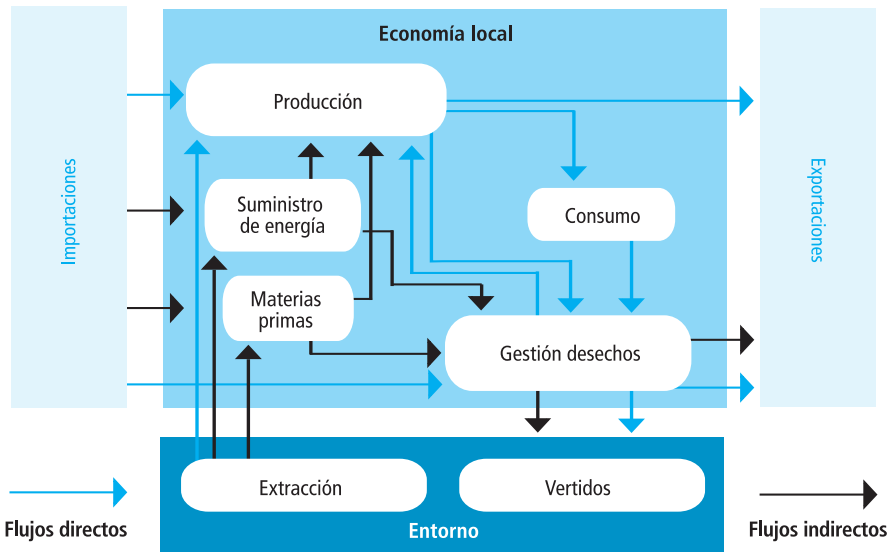 Economía local
Producción
Importaciones
Exportaciones
Suministro
de energía
Consumo
Materias
primas
Gestión desechos
Extracción
Vertidos
Flujos directos
Entorno
Flujos indirectos